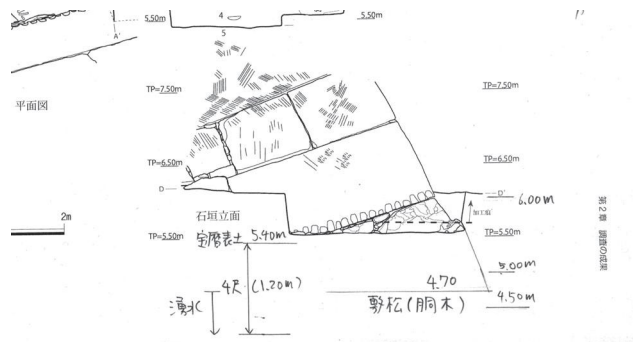 A'
5.50m
4
5
5.50m
TP=7.50m
TP=7.50m
平面図
TP=6.50m
TP=6.50m
D
D'
6.00m
加工痕
石垣立面
2m
宝暦表土 5.40m
TP=5.50m
TP=5.50m
5.00m
4尺(1.20m)
4.70
湧水
敷松(胴木)
4.50m
第2章 調査の成果